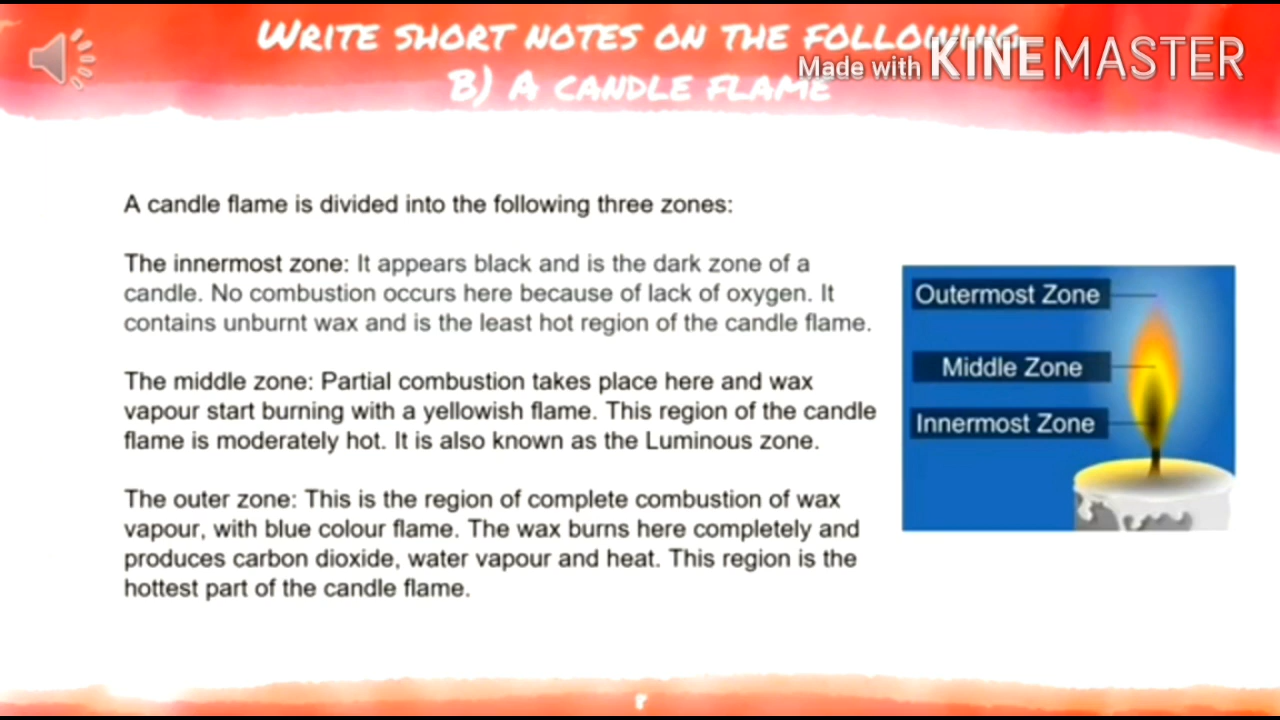 WRITE SHORT NOTES ON THE FOLLOWING
B) A CANDLE FLAME
Made with KINEMASTER
A candle flame is divided into the following three zones:
The innermost zone: It appears black and is the dark zone of a
candle. No combustion occurs here because of lack of oxygen. It
contains unburnt wax and is the least hot region of the candle flame.
The middle zone: Partial combustion takes place here and wax
vapour start burning with a yellowish flame. This region of the candle
flame is moderately hot. It is also known as the Luminous zone.
The outer zone: This is the region of complete combustion of wax
vapour, with blue colour flame. The wax burns here completely and
produces carbon dioxide, water vapour and heat. This region is the
hottest part of the candle flame.
Outermost Zone
Middle Zone
Innermost Zone